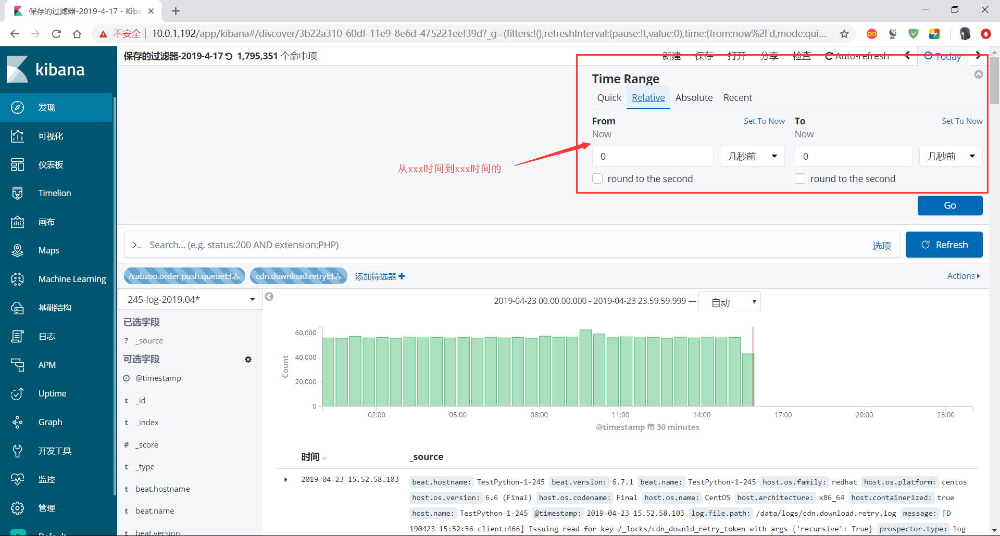 保存的过滤器-2019-4-17 - Kiba
不安全 | 10.0.1.192/app/kibana#/discover/3b22a310-60df-11e9-8e6d-475221eef39d?_g=(filters:!(),refreshInterval:(pause:!t,value:0),time:(from:now%2Fd,mode:qui...
kibana
保存的过滤器-2019-4-17 1,795,351 个命中项
新建 保存 打开 分享 检查 Auto-refresh Today
Time Range
Quick Relative Absolute Recent
From Set To Now To Set To Now
Now Now
0 几秒前 0 几秒前
从xxx时间到xxx时间的
round to the second round to the second
Go
发现
可视化
仪表板
Timelion
画布
Maps
Machine Learning
基础结构
日志
APM
Uptime
Graph
开发工具
监控
管理
Default
>_ Search... (e.g. status:200 AND extension:PHP) 选项 Refresh
/cabzoo.order.push.queue日志 cdn.download.retry日志 添加筛选器 Actions
245-log-2019.04*
已选字段
? _source
可选字段
@timestamp
t _id
t _index
# _score
t _type
t beat.hostname
t beat.name
t beat.version
2019-04-23 00.00.00.000 - 2019-04-23 23.59.59.999 — 自动
60,000
40,000
20,000
0
Count
02:00 05:00 08:00 11:00 14:00 17:00 20:00 23:00
@timestamp 每 30 minutes
时间 _source
2019-04-23 15.52.58.103 beat.hostname: TestPython-1-245 beat.version: 6.7.1 beat.name: TestPython-1-245 host.os.family: redhat host.os.platform: centos
host.os.version: 6.6 (Final) host.os.codename: Final host.os.name: CentOS host.architecture: x86_64 host.containerized: true
host.name: TestPython-1-245 @timestamp: 2019-04-23 15.52.58.103 log.file.path: /data/logs/cdn.download.retry.log message: [D
190423 15:52:56 client:466] Issuing read for key /_locks/cdn_downld_retry_token with args {'recursive': True} prospector.type: log